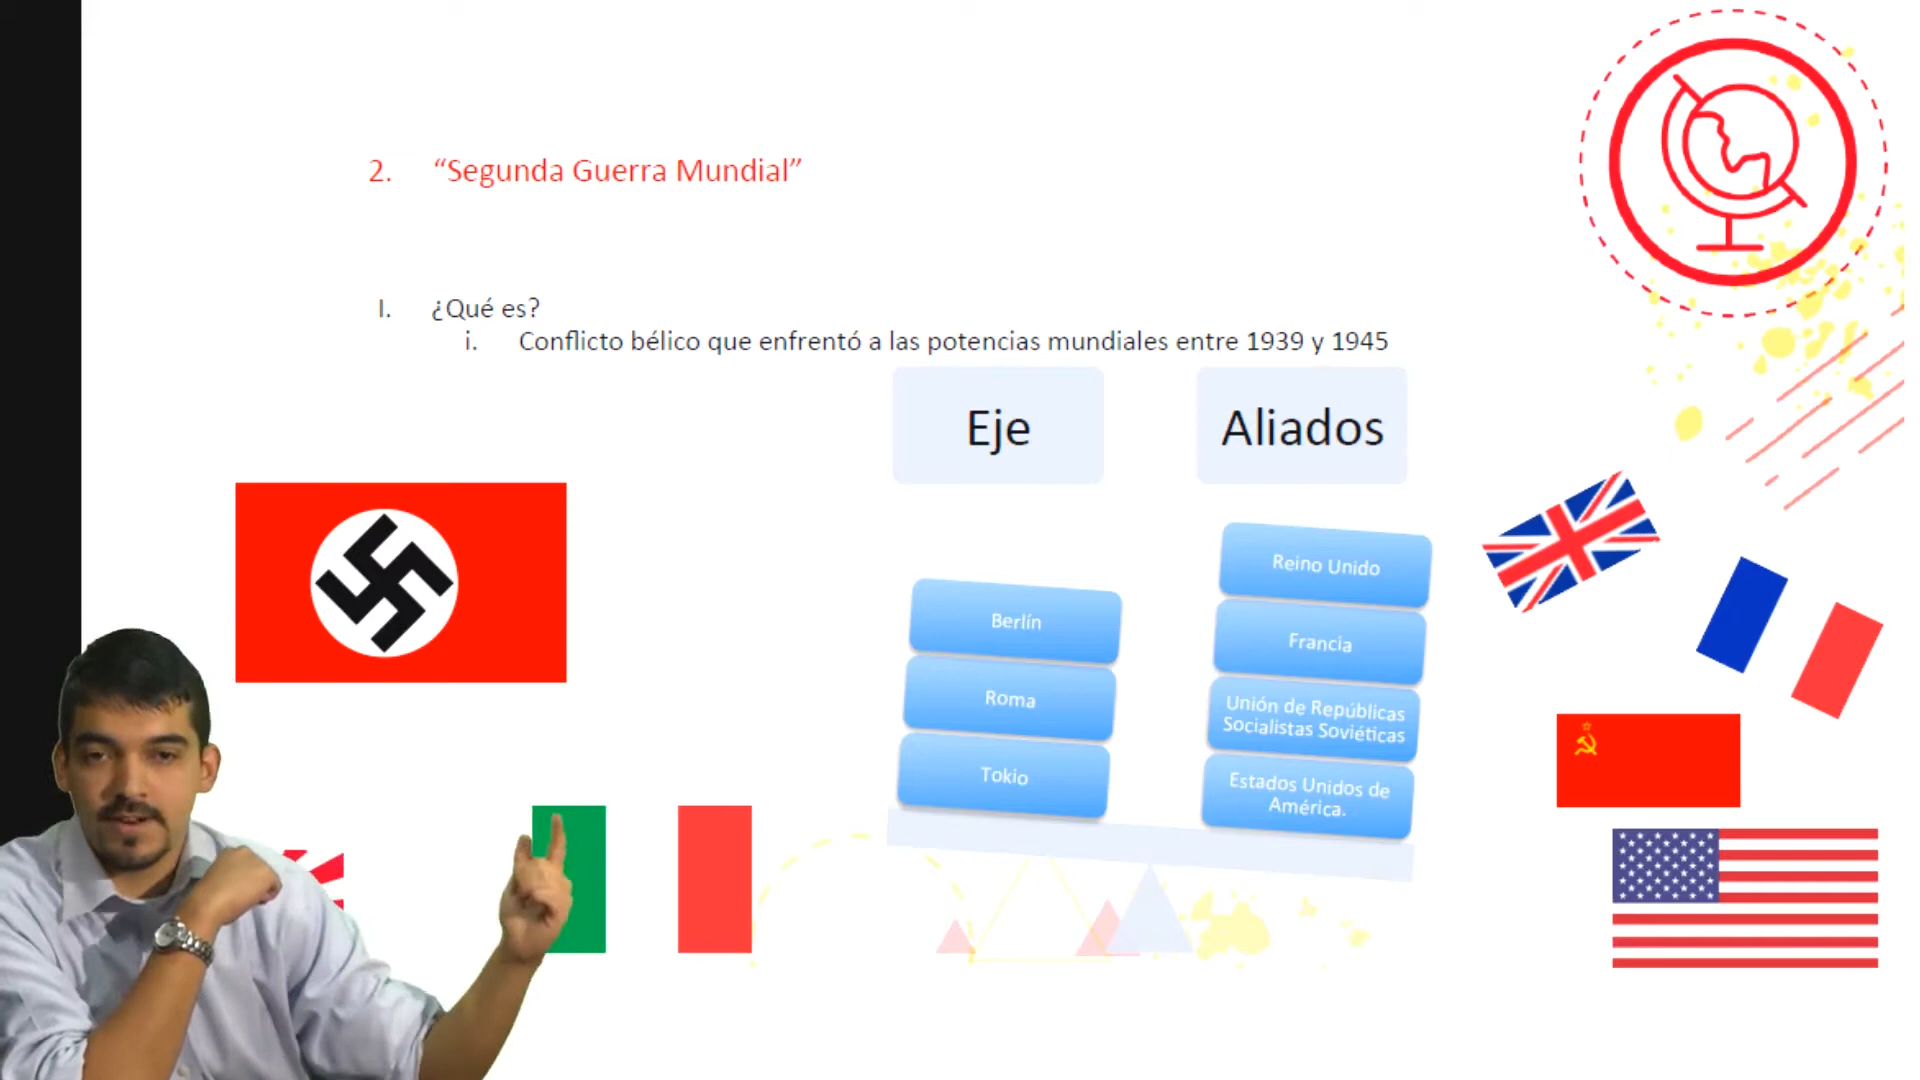 2. “Segunda Guerra Mundial”
I. ¿Qué es?
i. Conflicto bélico que enfrentó a las potencias mundiales entre 1939 y 1945
Eje
Aliados
Berlín
Roma
Tokio
Reino Unido
Francia
Unión de Repúblicas
Socialistas Soviéticas
Estados Unidos de
América.